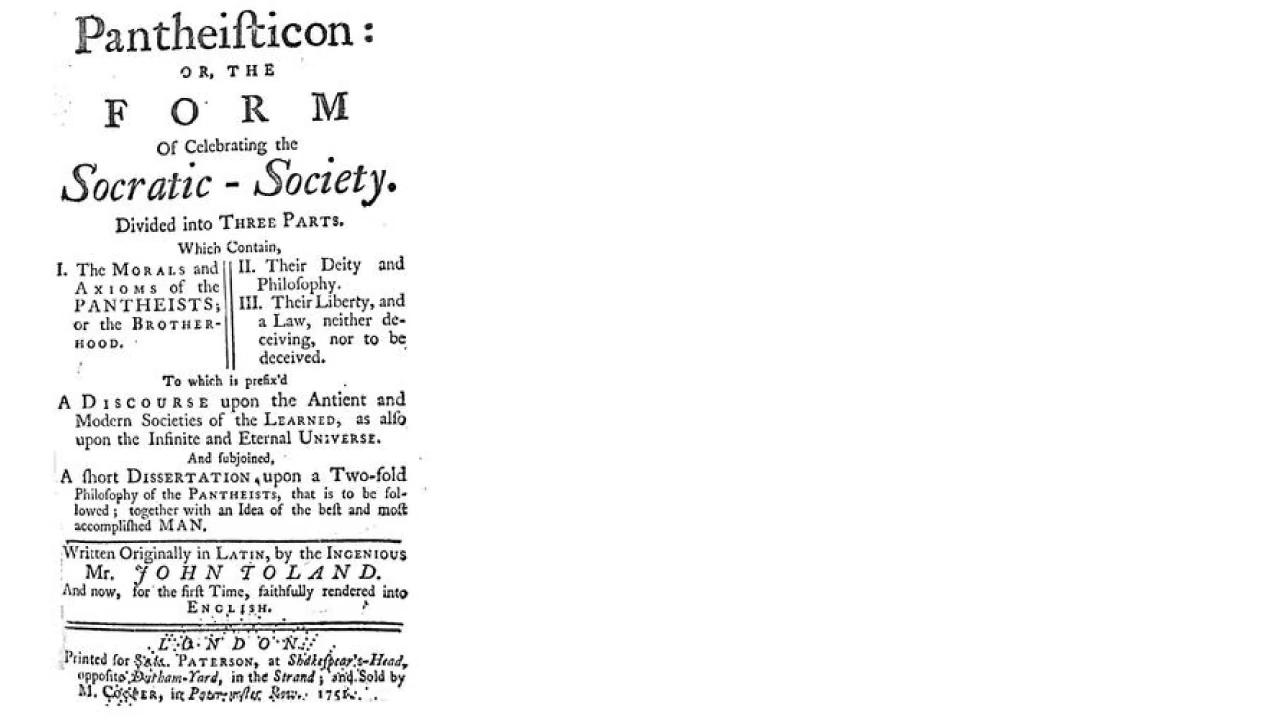 Pantheiſticon:
OR, THE
FORM
Of Celebrating the
Socratic - Society.
Divided into THREE PARTS.
Which Contain,
I. The MORALS and
AXIOMS of the
PANTHEISTS;
or the BROTHER-
HOOD.
II. Their Deity and
Philoſophy.
III. Their Liberty, and
a Law, neither de-
ceiving, nor to be
deceived.
To which is prefix'd
A DISCOURSE upon the Antient and
Modern Societies of the LEARNED, as alſo
upon the Infinite and Eternal UNIVERSE.
And ſubjoined,
A ſhort DISSERTATION upon a Two-fold
Philoſophy of the PANTHEISTS, that is to be fol-
lowed; together with an Idea of the beſt and moſt
accompliſhed MAN.
Written Originally in LATIN, by the INGENIOUS
Mr. JOHN TOLAND.
And now, for the firſt Time, faithfully rendered into
ENGLISH.
LONDON:
Printed for SAM. PATERSON, at Shakeſpear's-Head,
oppoſite Durham-Yard, in the Strand; and Sold by
M. COOPER, in Pater-noſter Row.